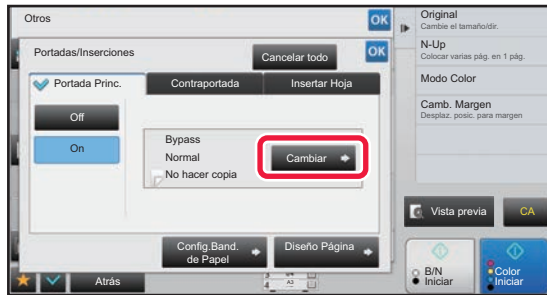 Otros
OK
Portadas/Inserciones
Cancelar todo
OK
Portada Princ.
Contraportada
Insertar Hoja
Off
On
Bypass
Normal
No hacer copia
Cambiar
Config.Band.
de Papel
Diseño Página
Atrás
A3
4
Original
Cambie el tamaño/dir.
N-Up
Colocar varias pág. en 1 pág.
Modo Color
Camb. Margen
Desplaz. posic. para margen
Vista previa
CA
B/N
Iniciar
Color
Iniciar